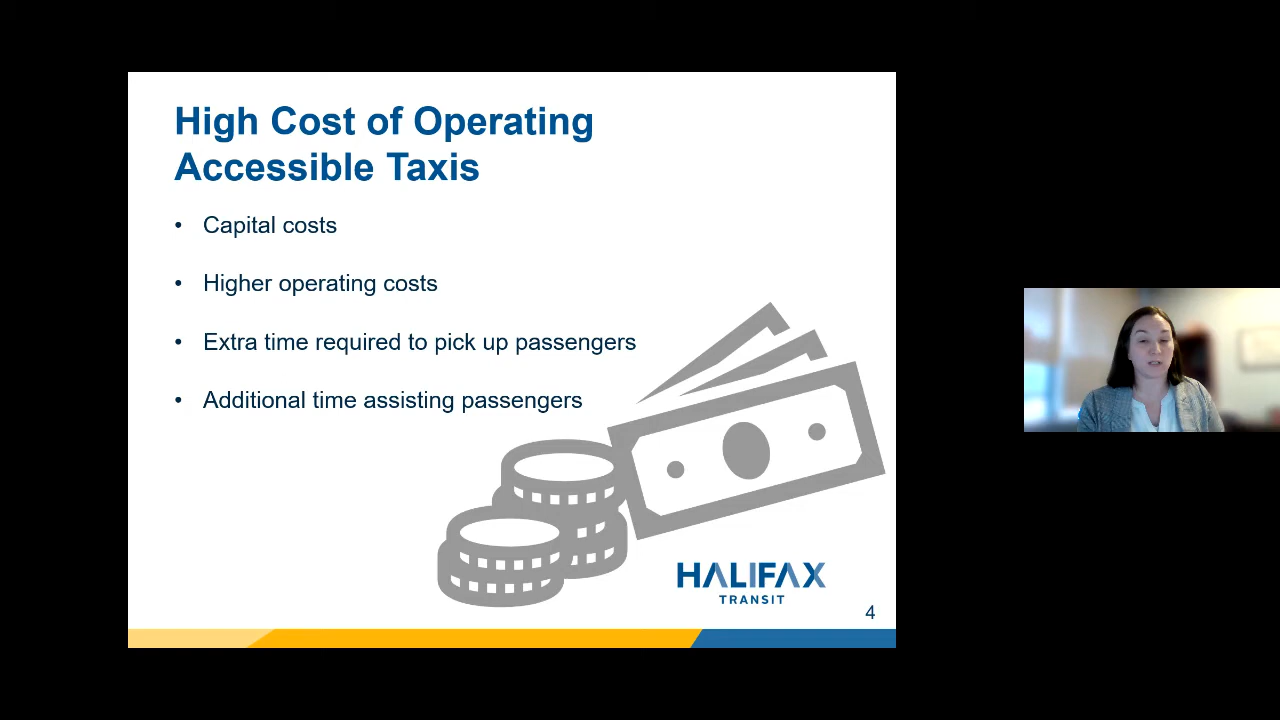 High Cost of Operating
Accessible Taxis
• Capital costs
• Higher operating costs
• Extra time required to pick up passengers
• Additional time assisting passengers
HALIFAX
TRANSIT
4